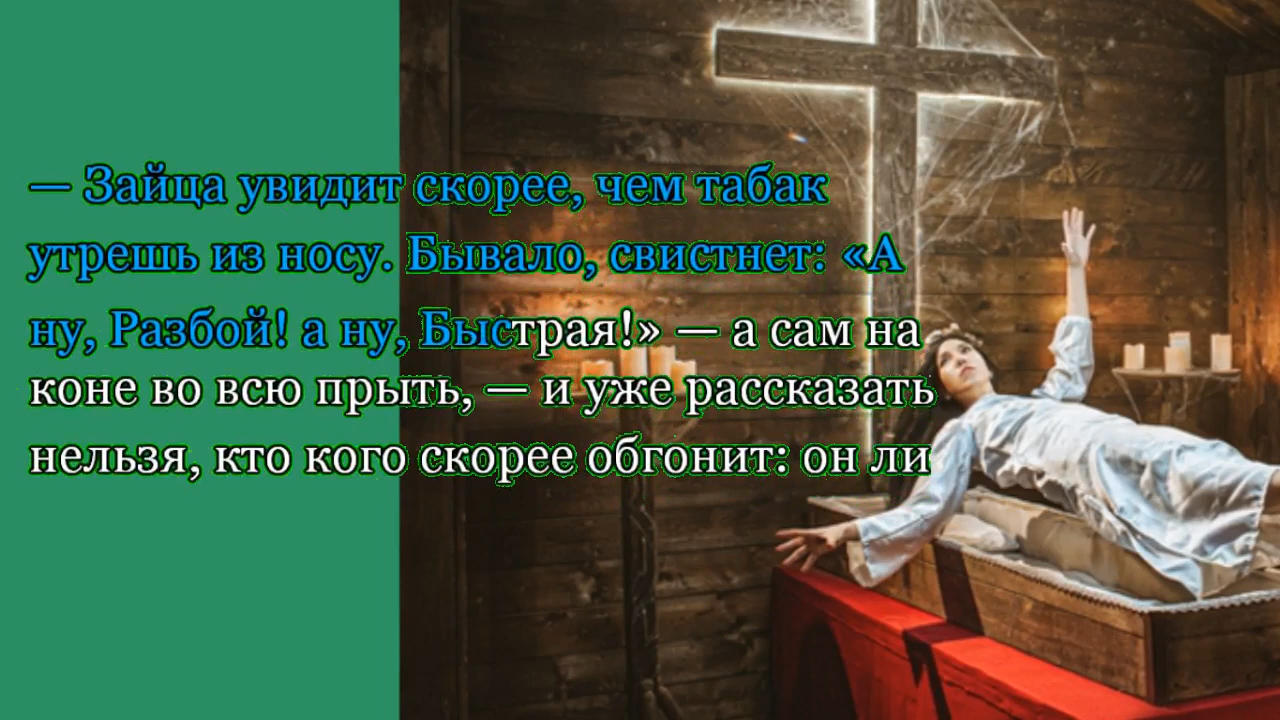 — Зайца увидит скорее, чем табак
утрешь из носу. Бывало, свистнет: «А
ну, Разбой! а ну, Быстрая!» — а сам на
коне во всю прыть, — и уже рассказать
нельзя, кто кого скорее обгонит: он ли